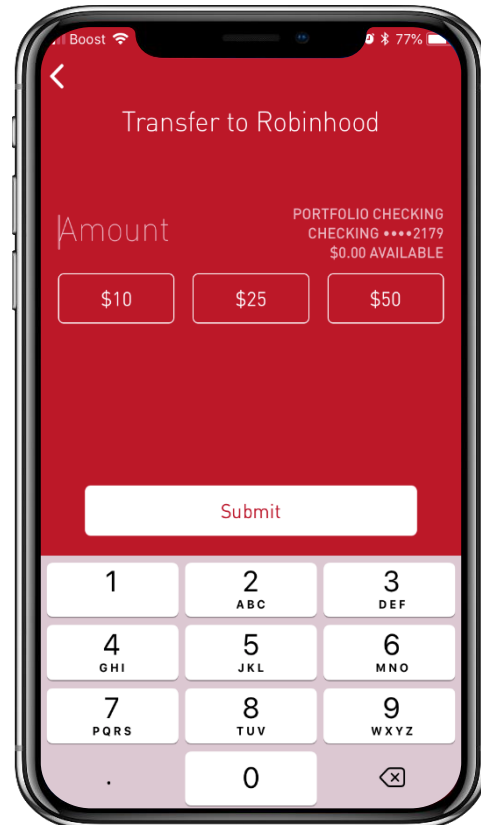 Boost 77%
Transfer to Robinhood
Amount
PORTFOLIO CHECKING
CHECKING ••••2179
$0.00 AVAILABLE
$10 $25 $50
Submit
1 2 3
ABC DEF
4 5 6
GHI JKL MNO
7 8 9
PQRS TUV WXYZ
. 0